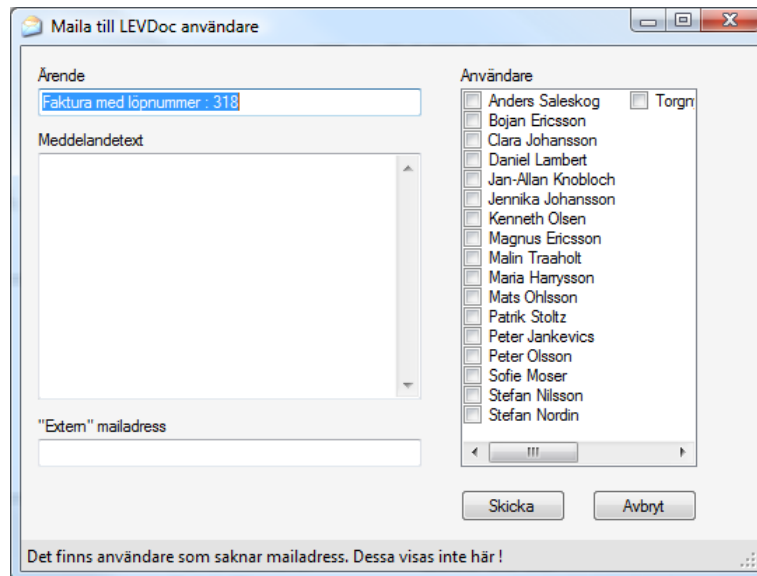 Maila till LEVDoc användare
Ärende
Faktura med löpnummer : 318
Meddelandetext
"Extern" mailadress
Användare
Anders Saleskog
Bojan Ericsson
Clara Johansson
Daniel Lambert
Jan-Allan Knobloch
Jennika Johansson
Kenneth Olsen
Magnus Ericsson
Malin Traaholt
Maria Harrysson
Mats Ohlsson
Patrik Stoltz
Peter Jankevics
Peter Olsson
Sofie Moser
Stefan Nilsson
Stefan Nordin
Skicka
Avbryt
Det finns användare som saknar mailadress. Dessa visas inte här !